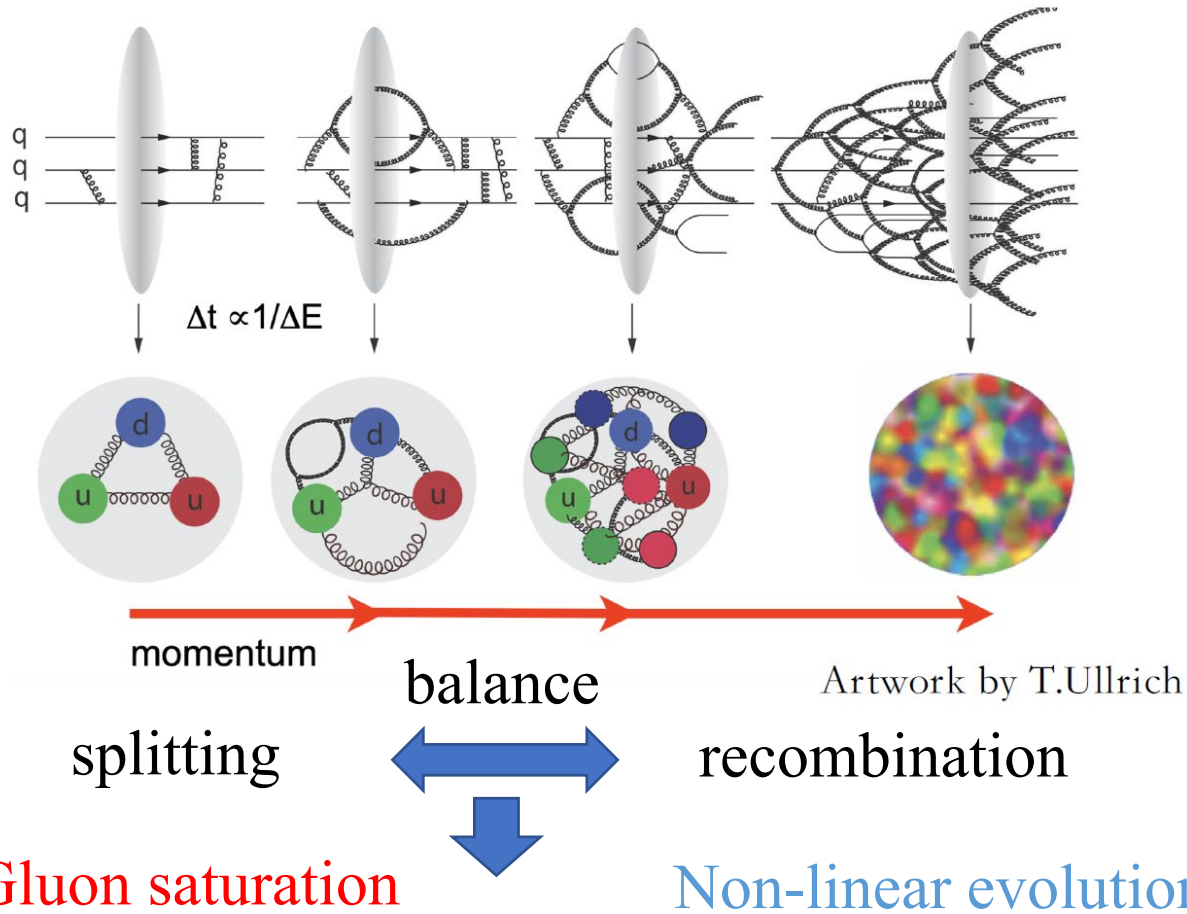 q
q
q
Δt ∝1/ΔE
d
u
u
d
u
u
d
u
u
momentum
Artwork by T.Ullrich
balance
splitting
recombination
Gluon saturation
Non-linear evolution